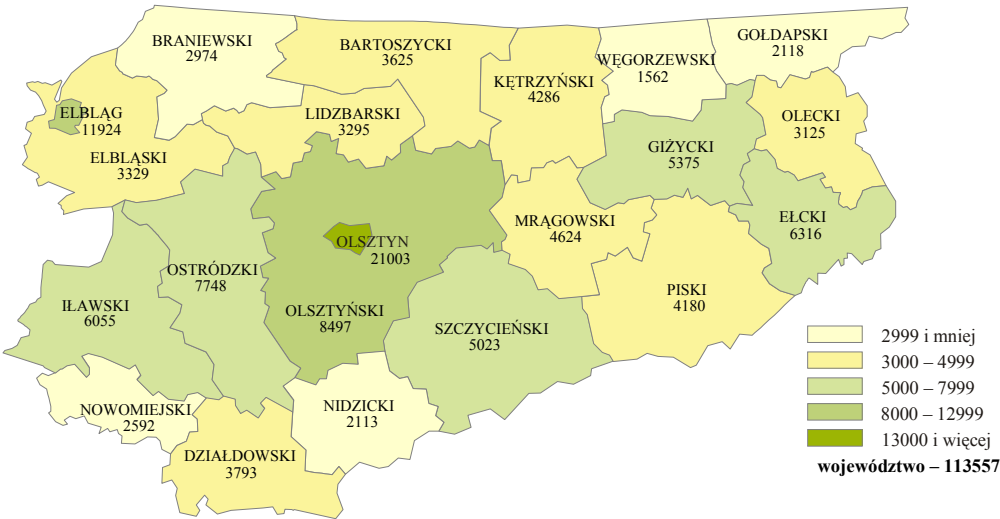 BRANIEWSKI
2974
BARTOSZYCKI
3625
KĘTRZYŃSKI
4286
WĘGORZEWSKI
1562
GOŁDAPSKI
2118
ELBLĄG
11924
LIDZBARSKI
3295
OLECKI
3125
ELBLĄSKI
3329
GIŻYCKI
5375
MRĄGOWSKI
4624
EŁCKI
6316
OLSZTYN
21003
OSTRÓDZKI
7748
IŁAWSKI
6055
OLSZTYŃSKI
8497
SZCZYCIEŃSKI
5023
PISKI
4180
NOWOMIEJSKI
2592
NIDZICKI
2113
DZIAŁDOWSKI
3793
2999 i mniej
3000 – 4999
5000 – 7999
8000 – 12999
13000 i więcej
województwo – 113557